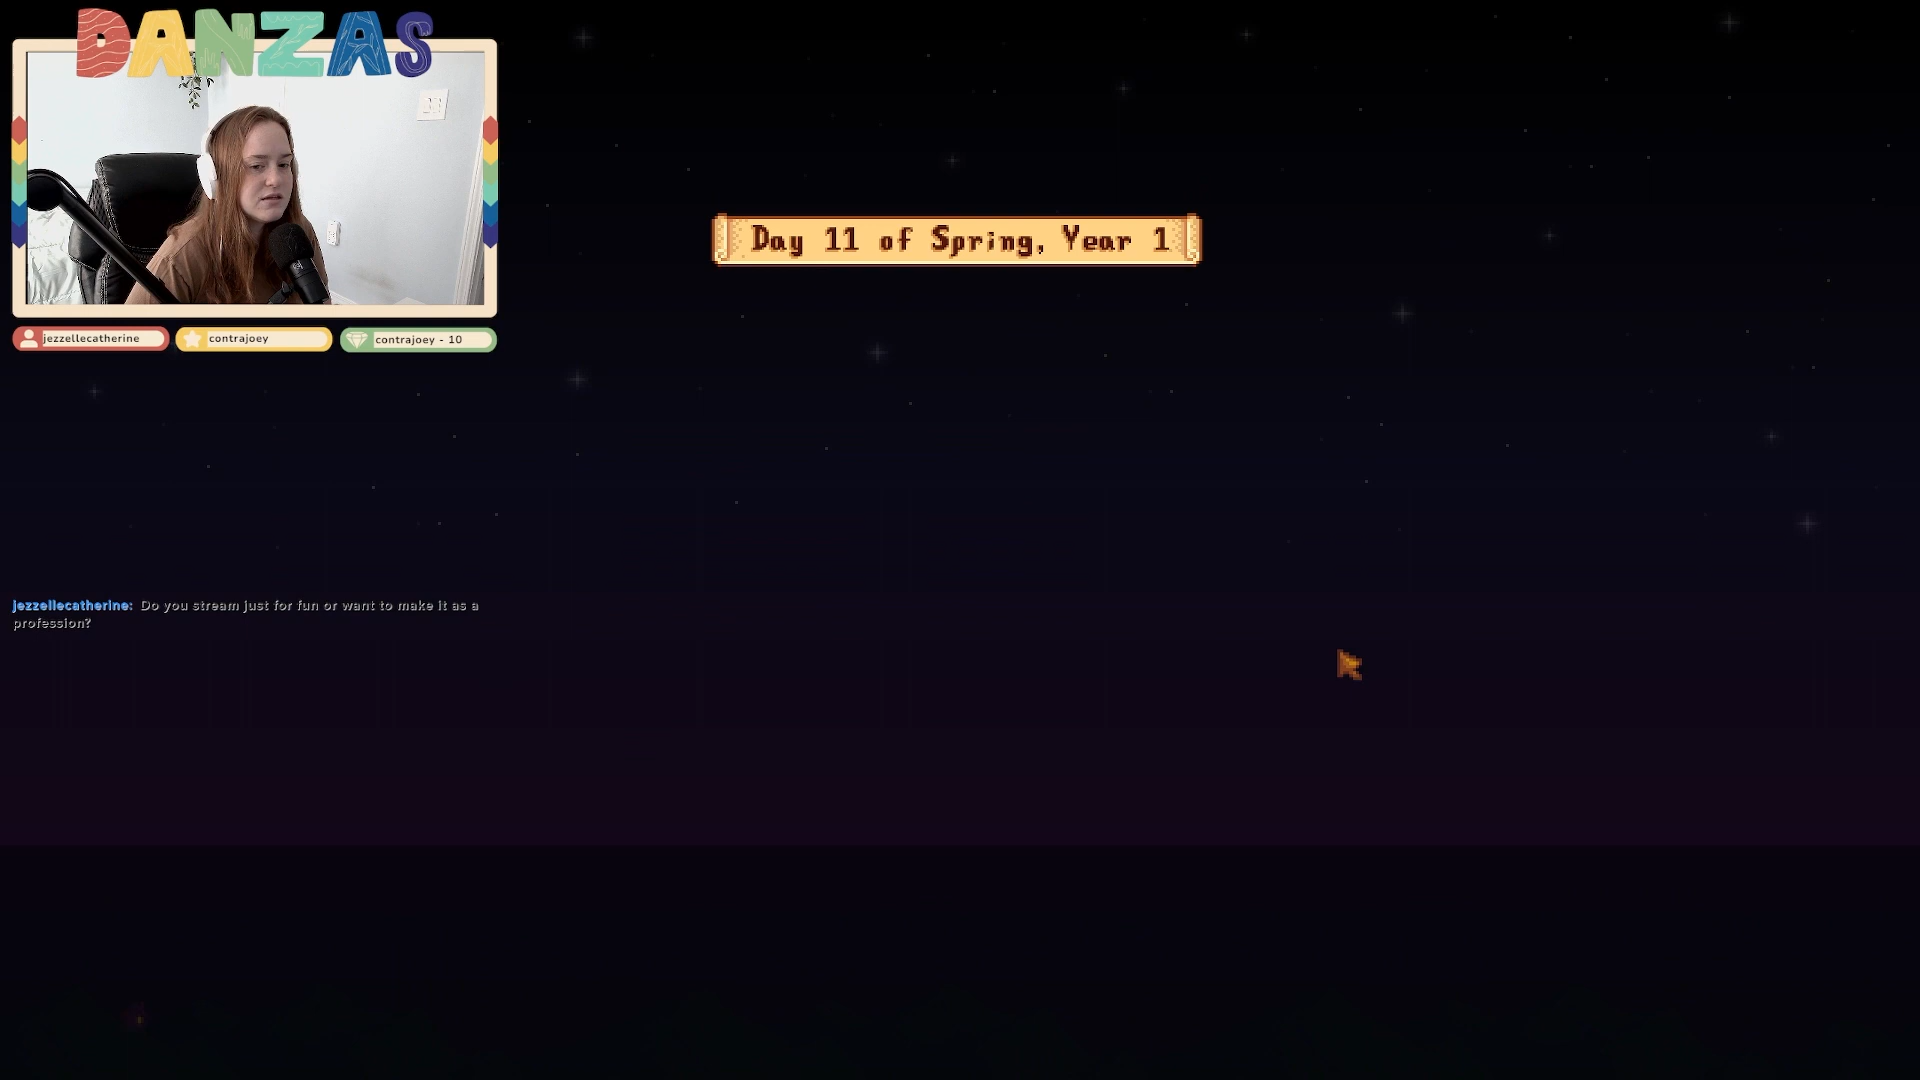 DANZAS
Day 11 of Spring, Year 1
jezzellecatherine
contrajoey
contrajoey - 10
jezzellecatherine: Do you stream just for fun or want to make it as a
profession?